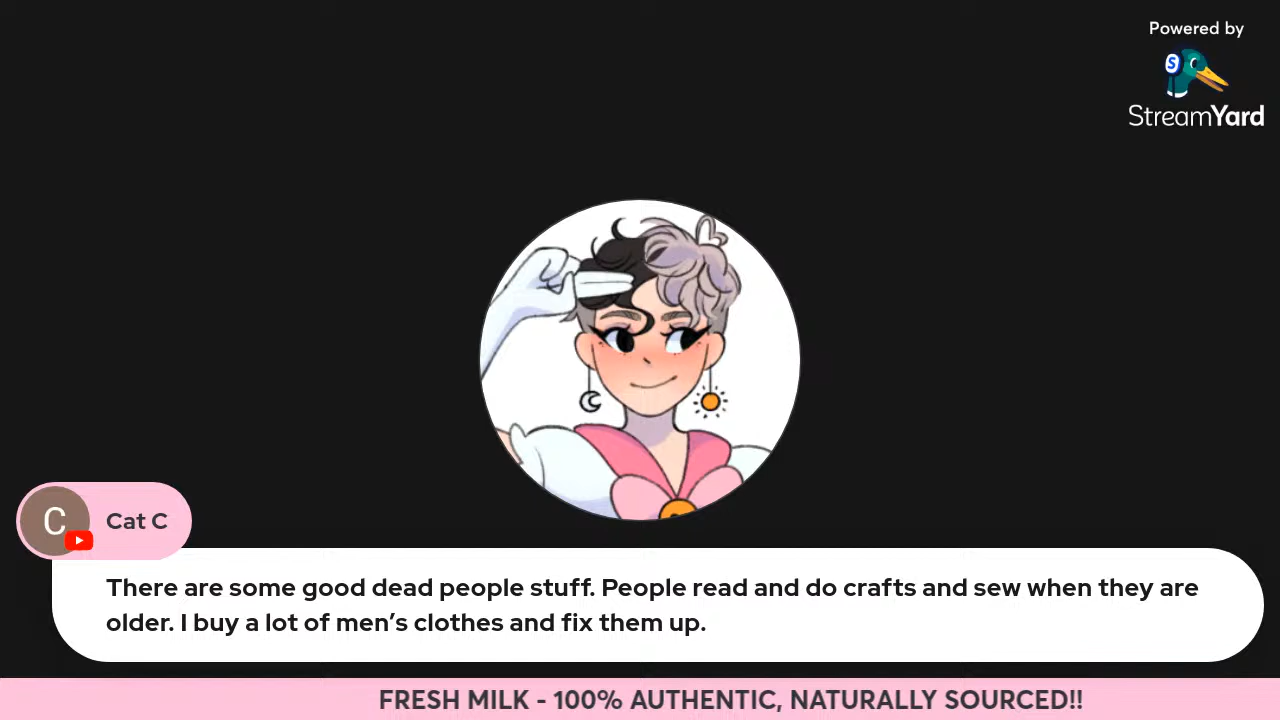 Powered by
S
StreamYard
C
Cat C
There are some good dead people stuff. People read and do crafts and sew when they are
older. I buy a lot of men’s clothes and fix them up.
FRESH MILK - 100% AUTHENTIC, NATURALLY SOURCED!!